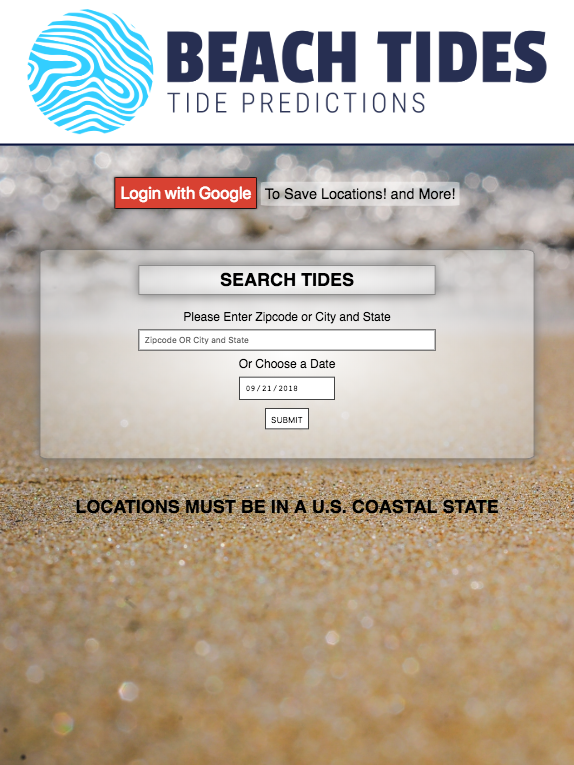 BEACH TIDES
TIDE PREDICTIONS
Login with Google To Save Locations! and More!
SEARCH TIDES
Please Enter Zipcode or City and State
Zipcode OR City and State
Or Choose a Date
09/21/2018
SUBMIT
LOCATIONS MUST BE IN A U.S. COASTAL STATE